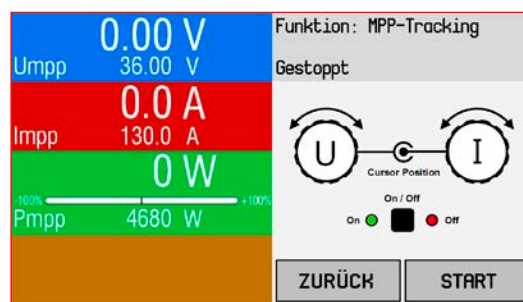 0.00 V
Umpp 36.00 V
0.0 A
Impp 130.0 A
0 W
-100% +100%
Pmpp 4680 W
Funktion: MPP-Tracking
Gestoppt
U I
Cursor Position
On / Off
On Off
ZURÜCK START